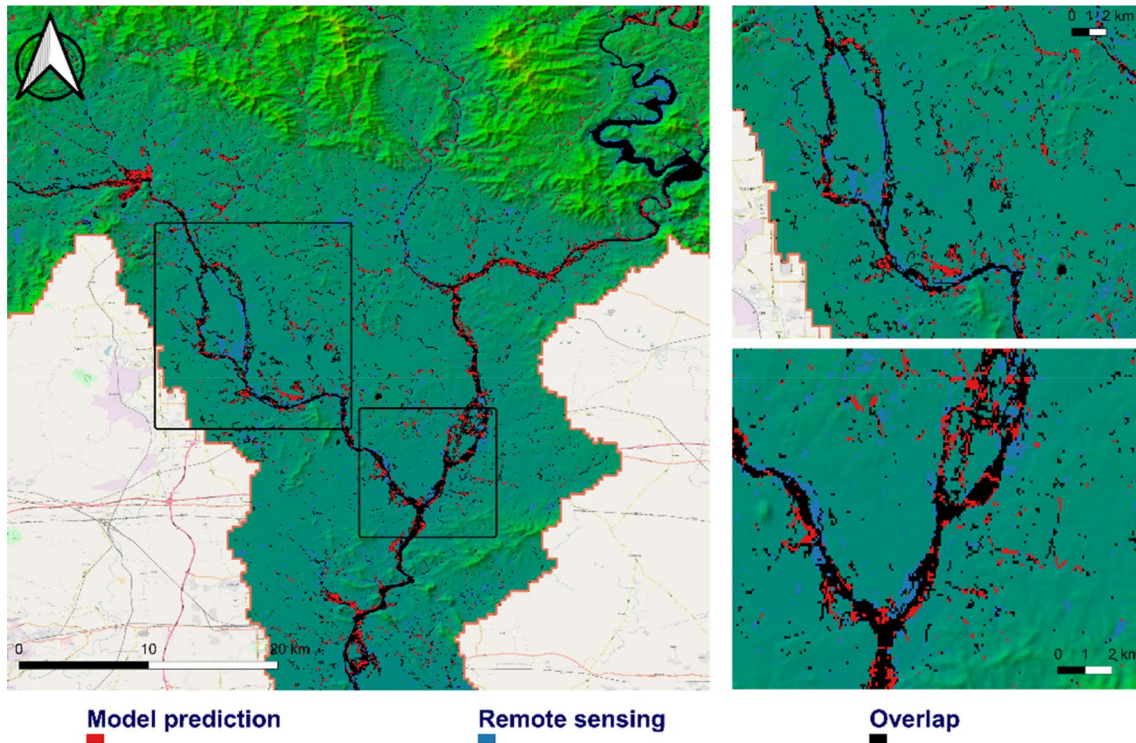 0 1 2 km
0 10 20 km
0 1 2 km
Model prediction
Remote sensing
Overlap